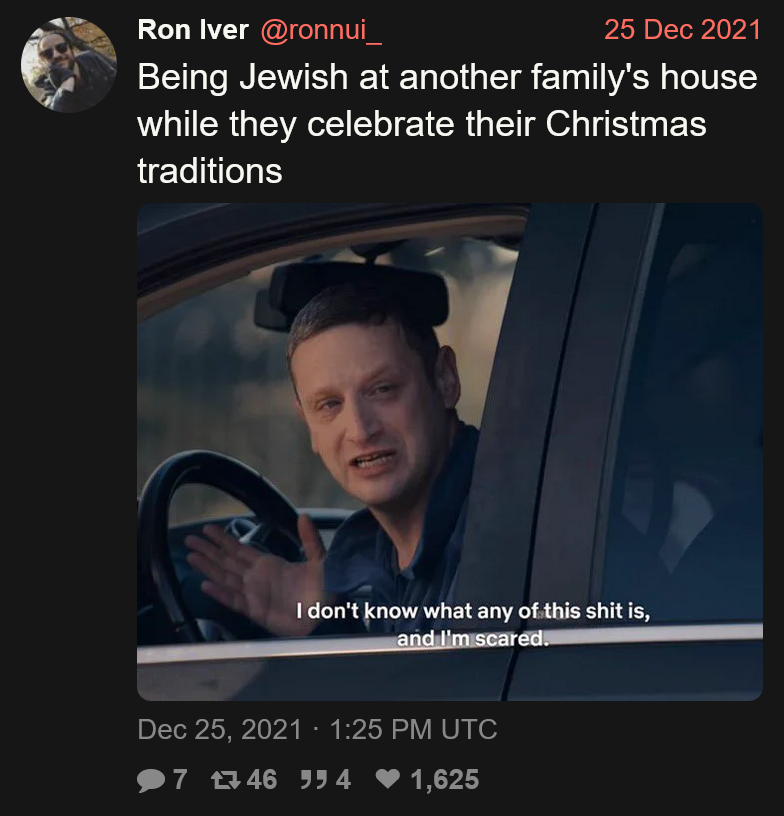 Ron Iver @ronnui_ 25 Dec 2021
Being Jewish at another family's house
while they celebrate their Christmas
traditions
I don't know what any of this shit is,
and I'm scared.
Dec 25, 2021 · 1:25 PM UTC
7 46 4 1,625